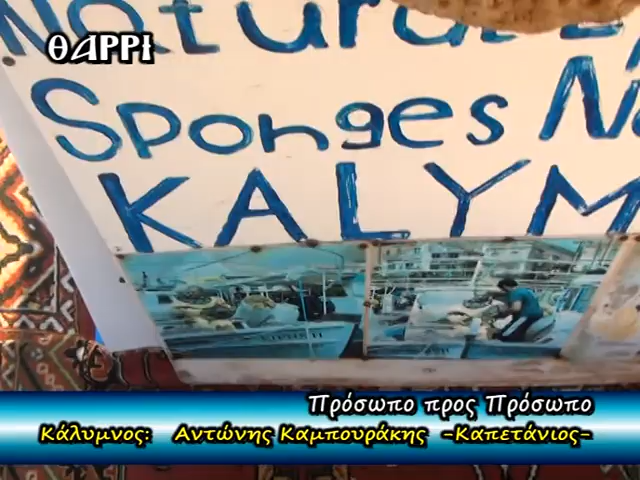 Natural
ΘΑΡΡΙ
Sponges
KALYM
Πρόσωπο προς Πρόσωπο
Κάλυμνος: Αντώνης Καμπουράκης -Καπετάνιος-